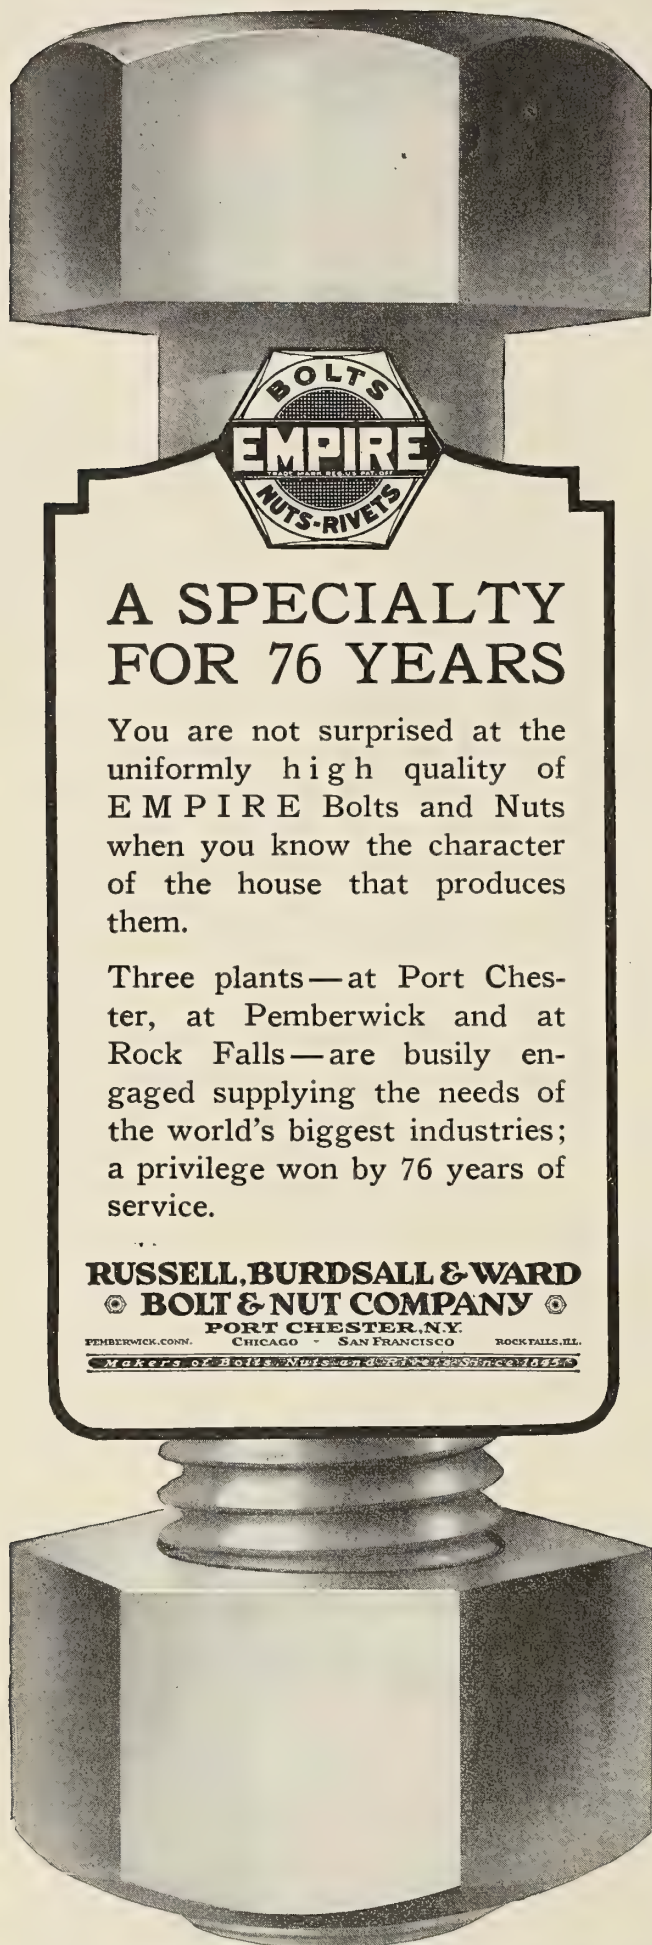 BOLTS
EMPIRE
TRADE MARK REG. U.S. PAT. OFF.
NUTS-RIVETS
A SPECIALTY
FOR 76 YEARS
You are not surprised at the
uniformly high quality of
EMPIRE Bolts and Nuts
when you know the character
of the house that produces
them.
Three plants—at Port Ches-
ter, at Pemberwick and at
Rock Falls—are busily en-
gaged supplying the needs of
the world's biggest industries;
a privilege won by 76 years of
service.
RUSSELL, BURDSALL & WARD
BOLT & NUT COMPANY
PORT CHESTER, N.Y.
PEMBERWICK, CONN. CHICAGO - SAN FRANCISCO ROCK FALLS, ILL.
Makers of Bolts, Nuts and Rivets Since 1845